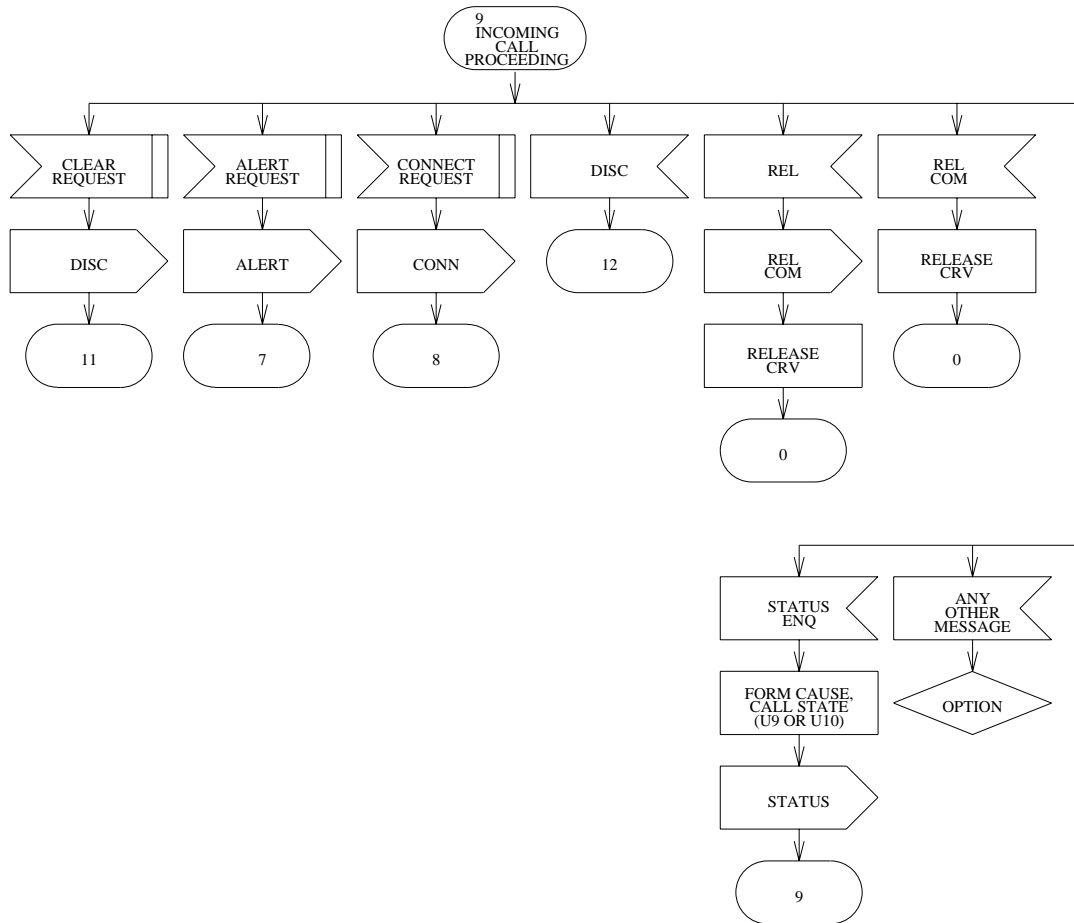 9
INCOMING
CALL
PROCEEDING
CLEAR
REQUEST
ALERT
REQUEST
CONNECT
REQUEST
DISC
REL
REL
COM
DISC
ALERT
CONN
12
REL
COM
RELEASE
CRV
11
7
8
RELEASE
CRV
0
0
STATUS
ENQ
ANY
OTHER
MESSAGE
FORM CAUSE,
CALL STATE
(U9 OR U10)
OPTION
STATUS
9